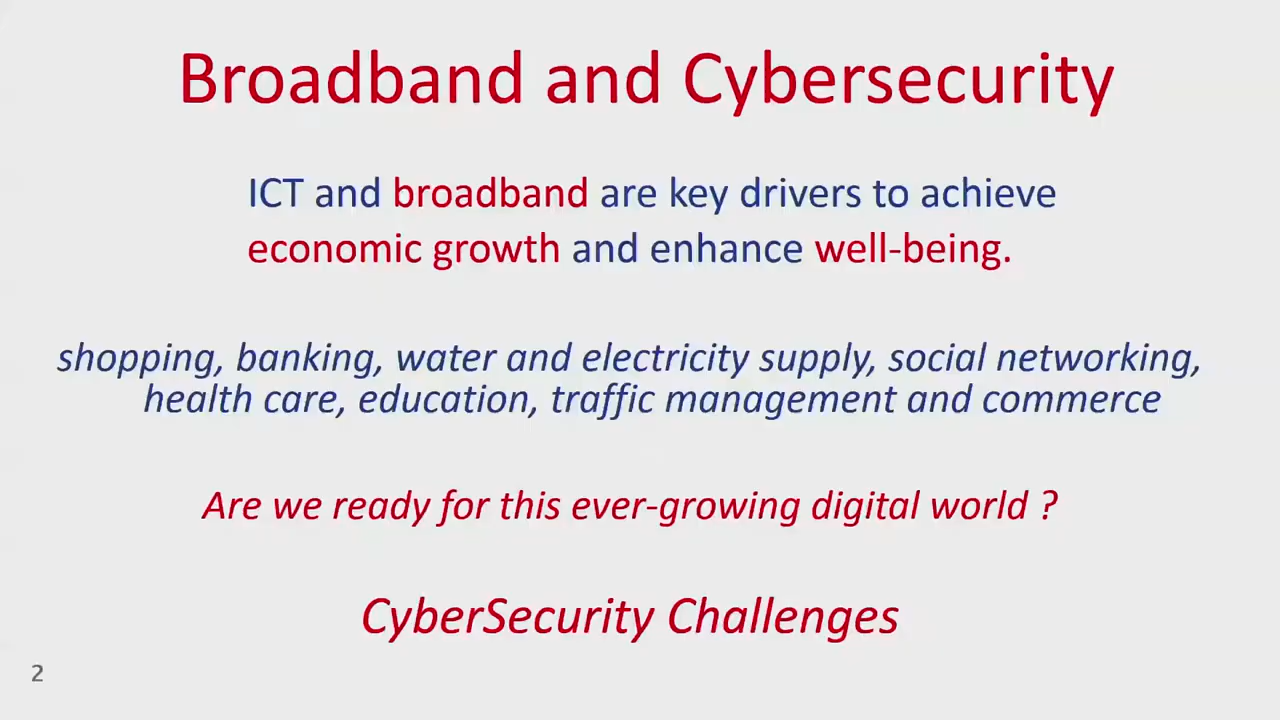 Broadband and Cybersecurity
ICT and broadband are key drivers to achieve
economic growth and enhance well-being.
shopping, banking, water and electricity supply, social networking,
health care, education, traffic management and commerce
Are we ready for this ever-growing digital world ?
CyberSecurity Challenges
2